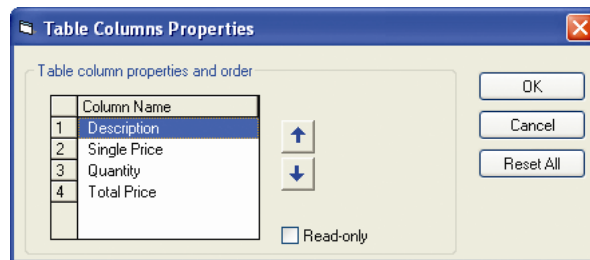 Table Columns Properties
Table column properties and order
Column Name
1 Description
2 Single Price
3 Quantity
4 Total Price
Read-only
OK
Cancel
Reset All